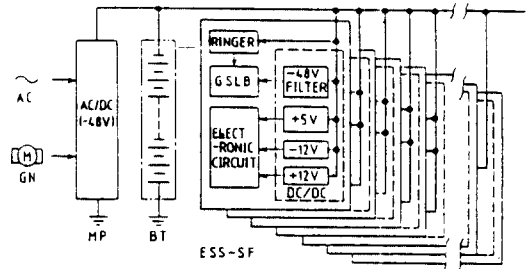 RINGER
AC
AC/DC
(-48V)
GSLB
-48V
FILTER
ELECT
-RONIC
CIRCUIT
+5V
-12V
+12V
DC/DC
M
GN
MP
BT
ESS-SF